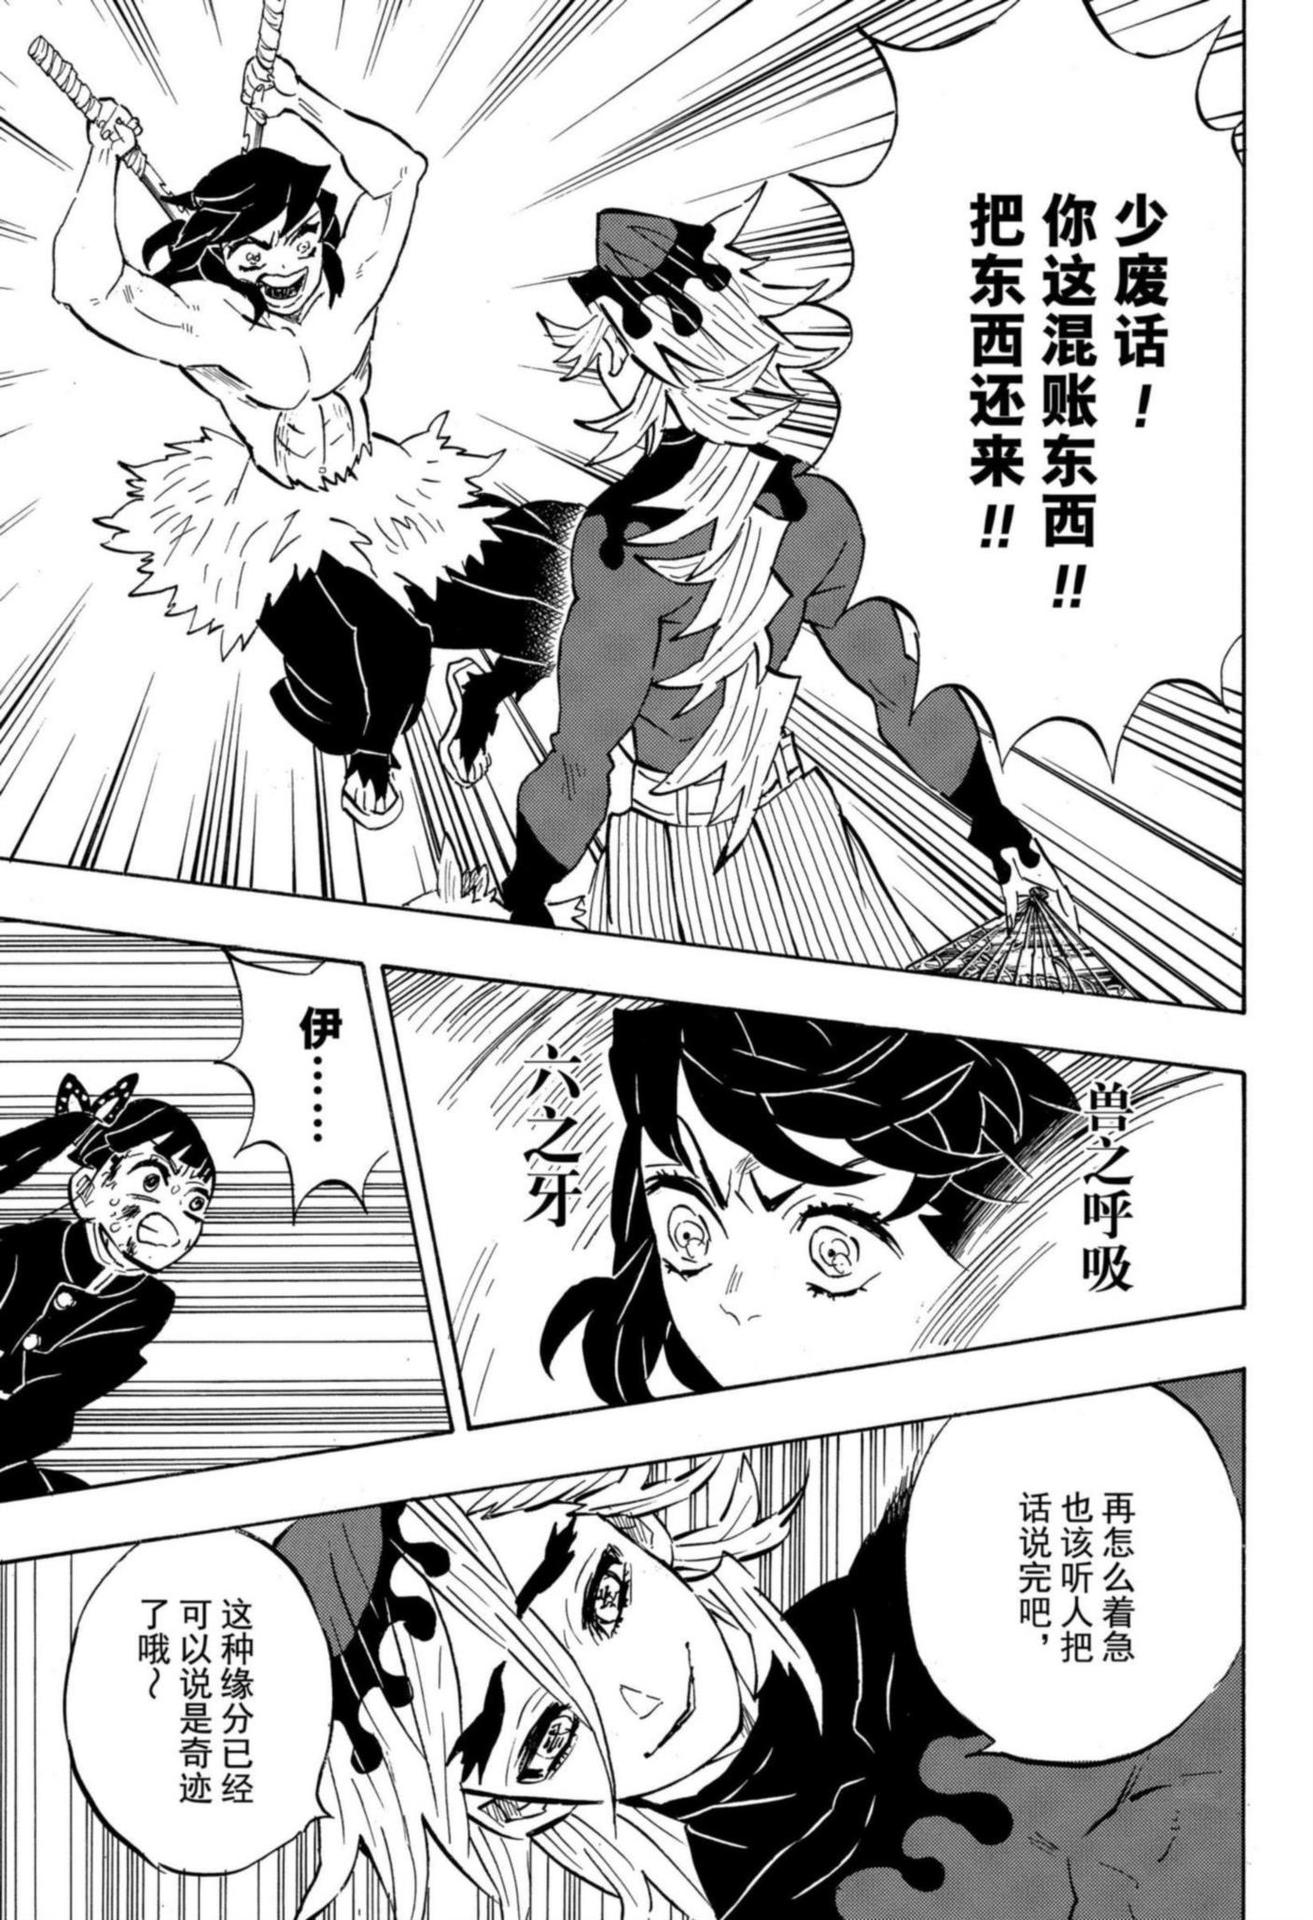 少废话！
你这混账东西！！
把东西还来！！
兽之呼吸
六之牙
伊……
再怎么着急
也该听人把
话说完吧，
这种缘分已经
可以说是奇迹
了哦～